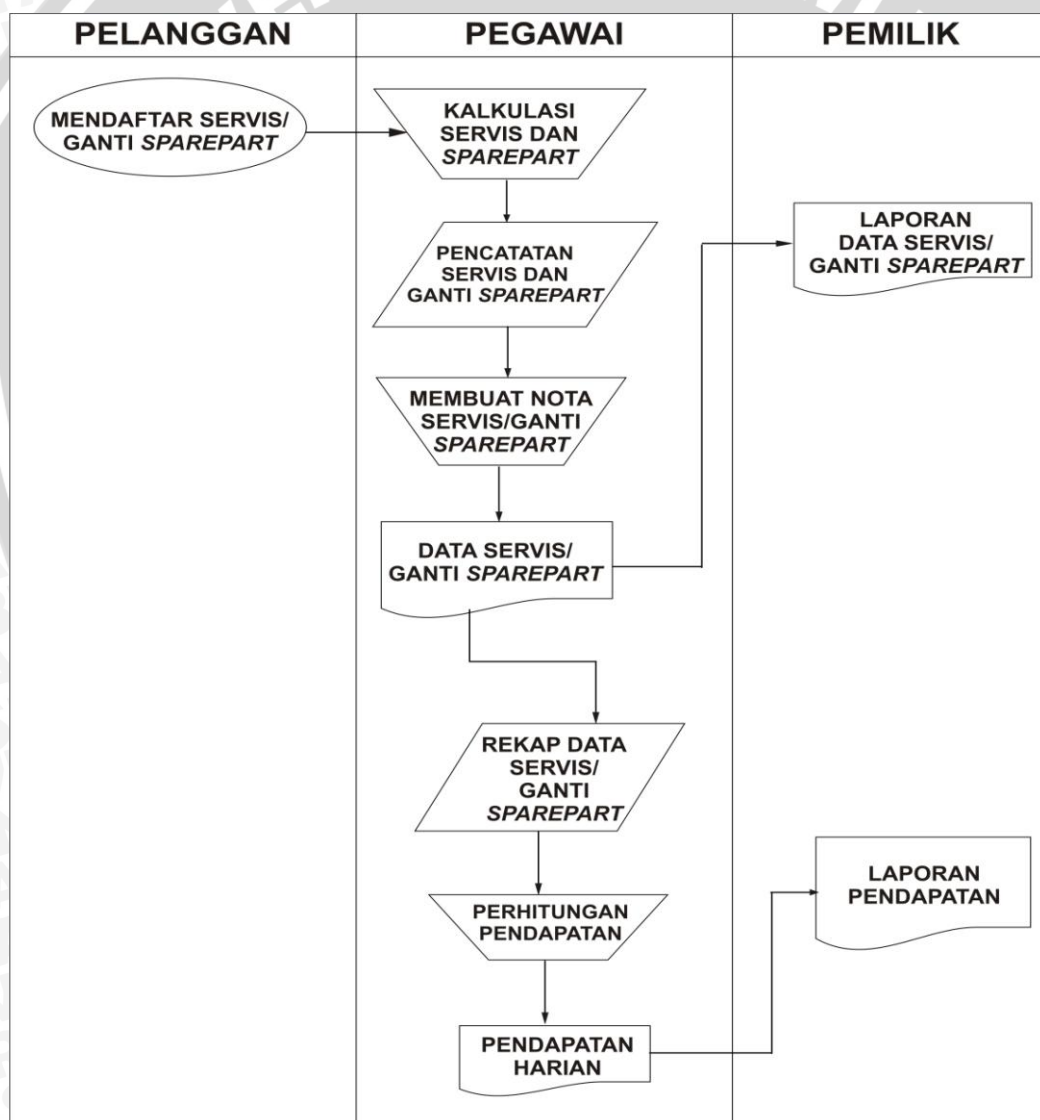 PELANGGAN
PEGAWAI
PEMILIK
MENDAFTAR SERVIS/
GANTI SPAREPART
KALKULASI
SERVIS DAN
SPAREPART
PENCATATAN
SERVIS DAN
GANTI SPAREPART
LAPORAN
DATA SERVIS/
GANTI SPAREPART
MEMBUAT NOTA
SERVIS/GANTI
SPAREPART
DATA SERVIS/
GANTI SPAREPART
REKAP DATA
SERVIS/
GANTI
SPAREPART
PERHITUNGAN
PENDAPATAN
LAPORAN
PENDAPATAN
PENDAPATAN
HARIAN